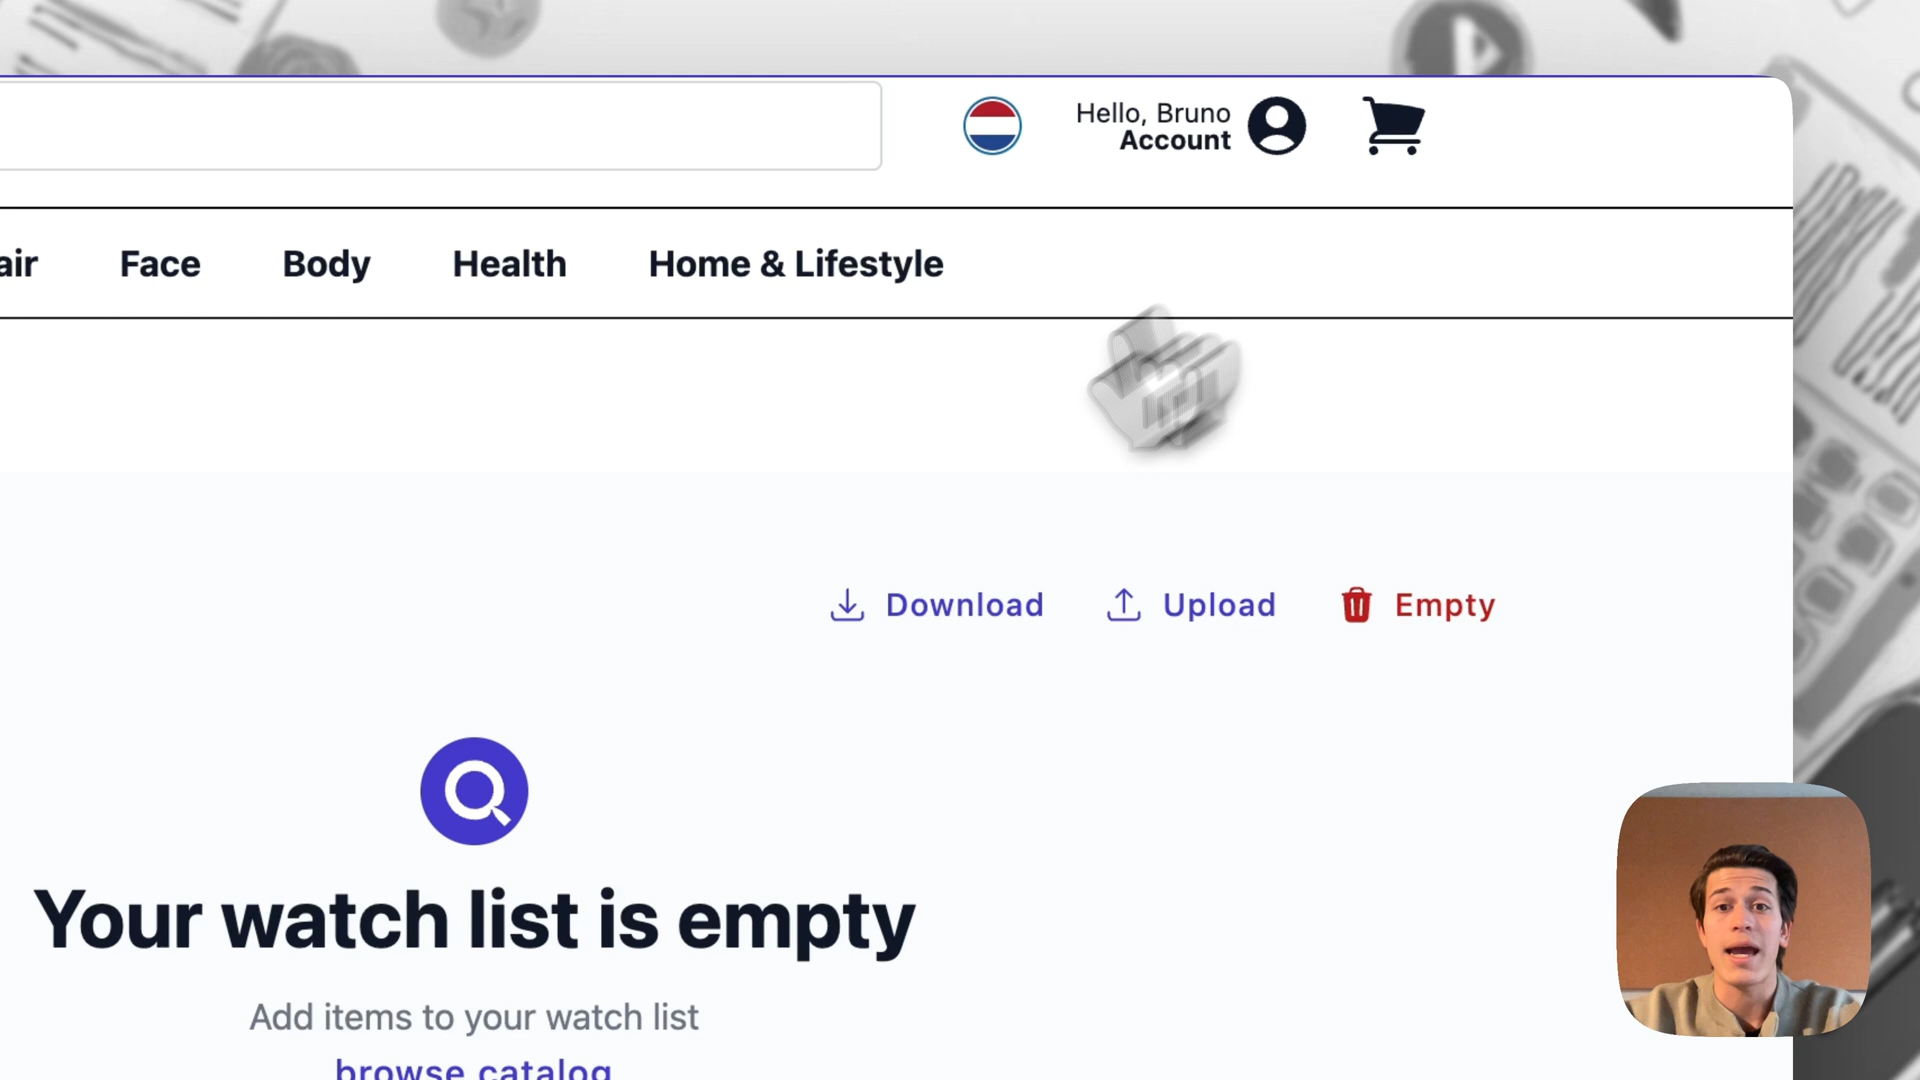 Hello, Bruno
Account
air
Face
Body
Health
Home & Lifestyle
Download
Upload
Empty
Your watch list is empty
Add items to your watch list
browse catalog